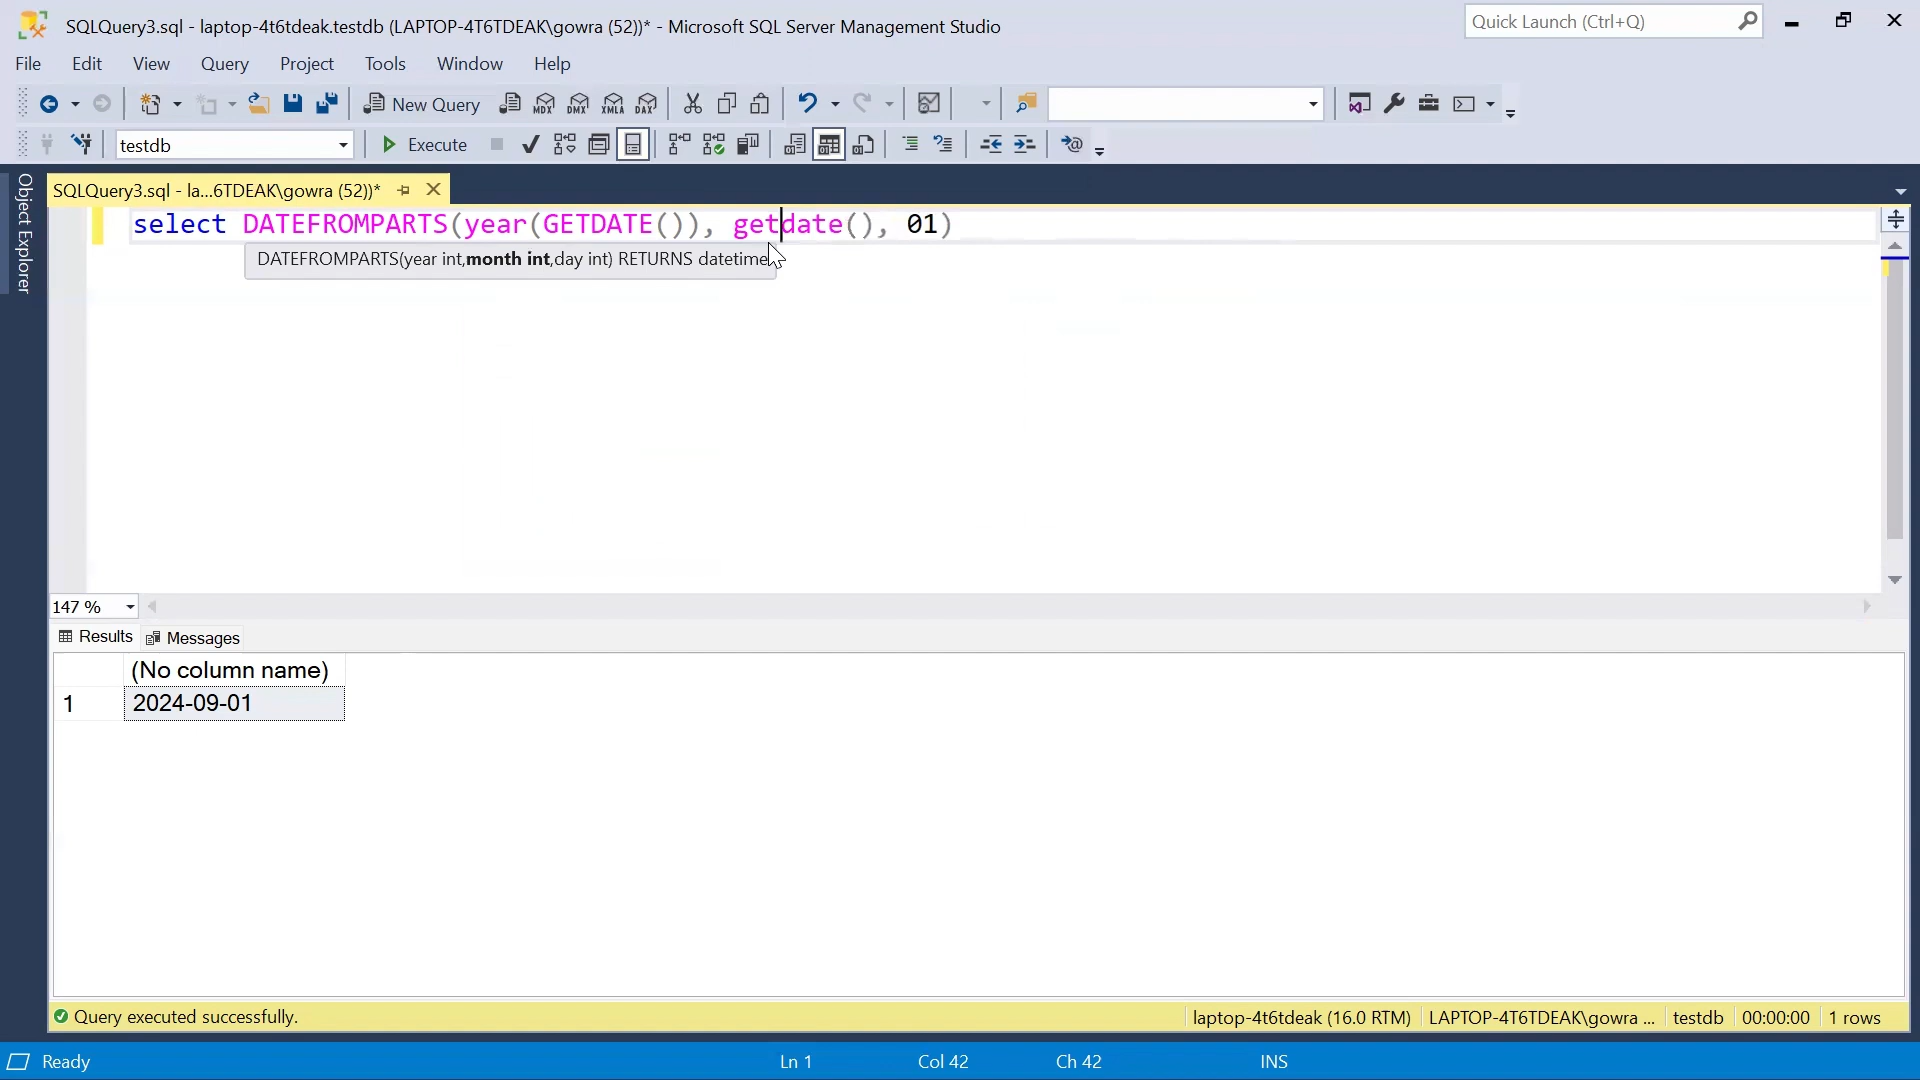 SQLQuery3.sql - laptop-4t6tdeak.testdb (LAPTOP-4T6TDEAK\gowra (52))* - Microsoft SQL Server Management Studio
Quick Launch (Ctrl+Q)
File Edit View Query Project Tools Window Help
New Query MDX DMX XMLA DAX
testdb Execute
Object Explorer
SQLQuery3.sql - la...6TDEAK\gowra (52))*
select DATEFROMPARTS(year(GETDATE()), getdate(), 01)
DATEFROMPARTS(year int,month int,day int) RETURNS datetime
147 %
Results Messages
(No column name)
1 2024-09-01
Query executed successfully. laptop-4t6tdeak (16.0 RTM) LAPTOP-4T6TDEAK\gowra ... testdb 00:00:00 1 rows
Ready Ln 1 Col 42 Ch 42 INS